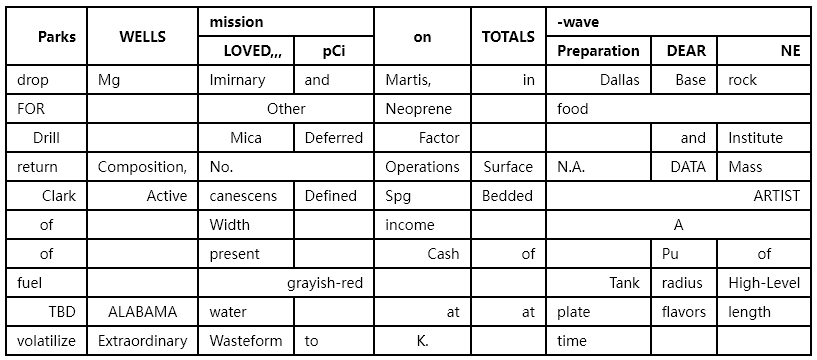 Parks WELLS mission on TOTALS -wave
LOVED,,, pCi Preparation DEAR NE
drop Mg Imirnary and Martis, in Dallas Base rock
FOR Other Neoprene food
Drill Mica Deferred Factor and Institute
return Composition, No. Operations Surface N.A. DATA Mass
Clark Active canescens Defined Spg Bedded ARTIST
of Width income A
of present Cash of Pu of
fuel grayish-red Tank radius High-Level
TBD ALABAMA water at at plate flavors length
volatilize Extraordinary Wasteform to K. time